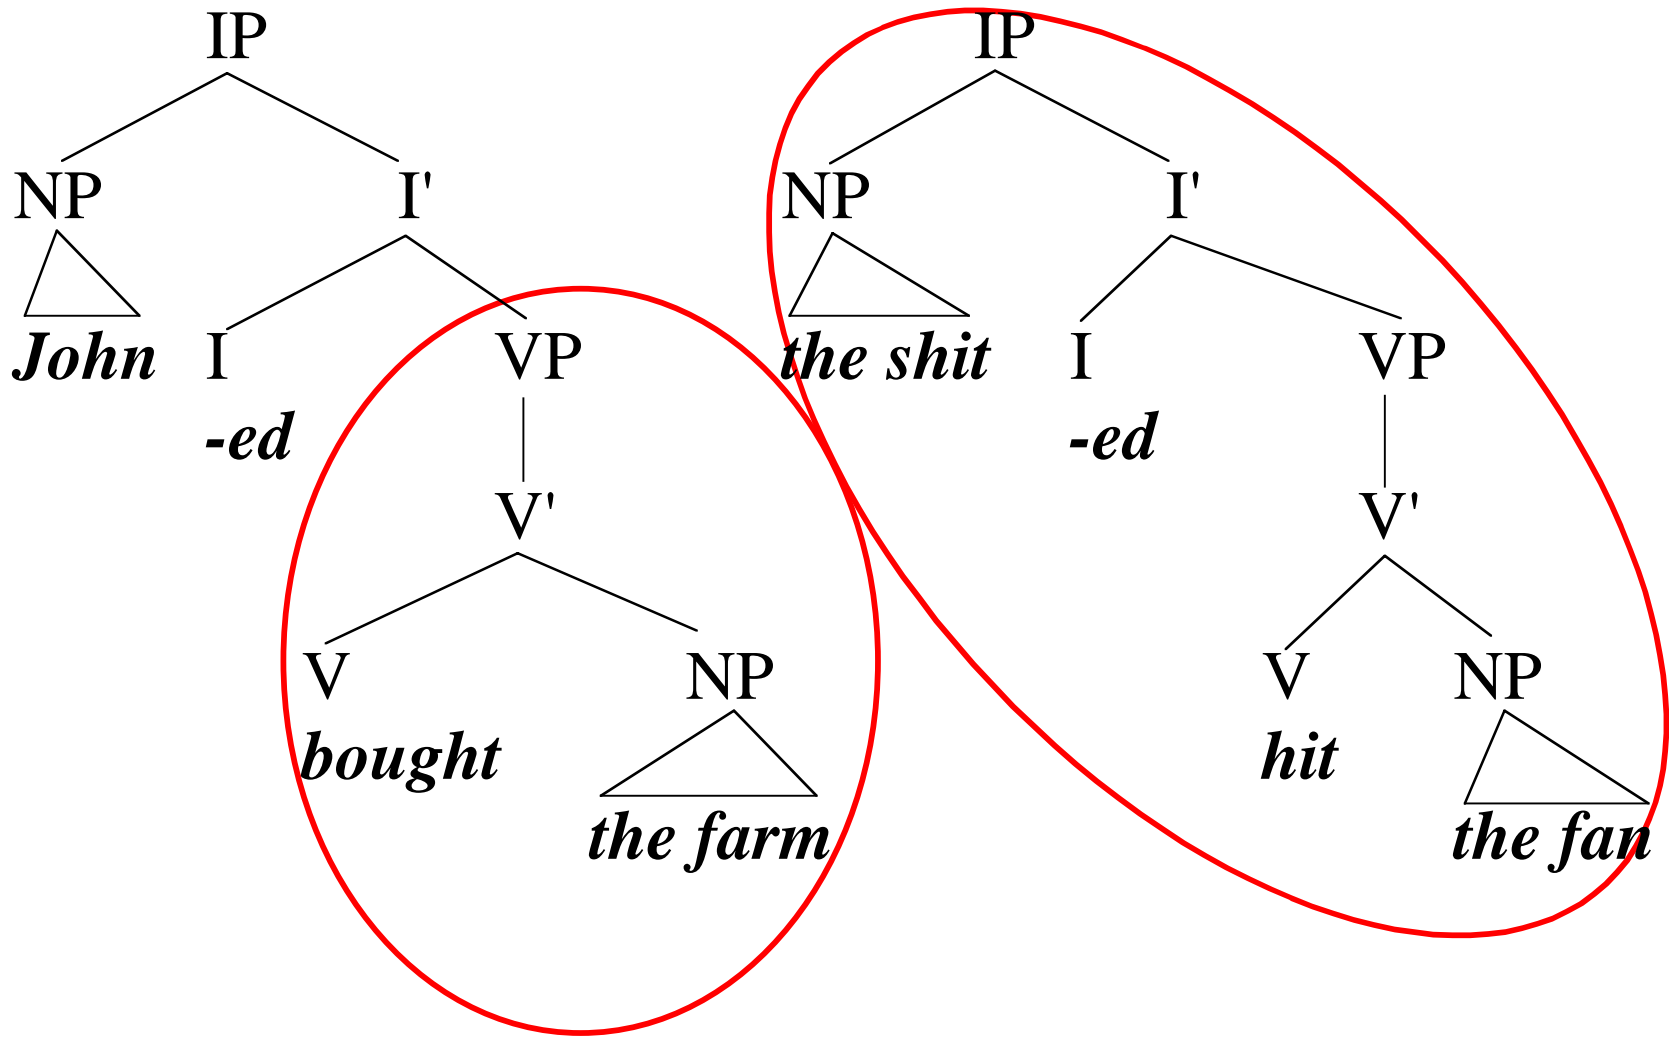 IP IP
NP I' NP I'
John I VP the shit I VP
-ed -ed
V' V'
V NP V NP
bought hit
the farm the fan